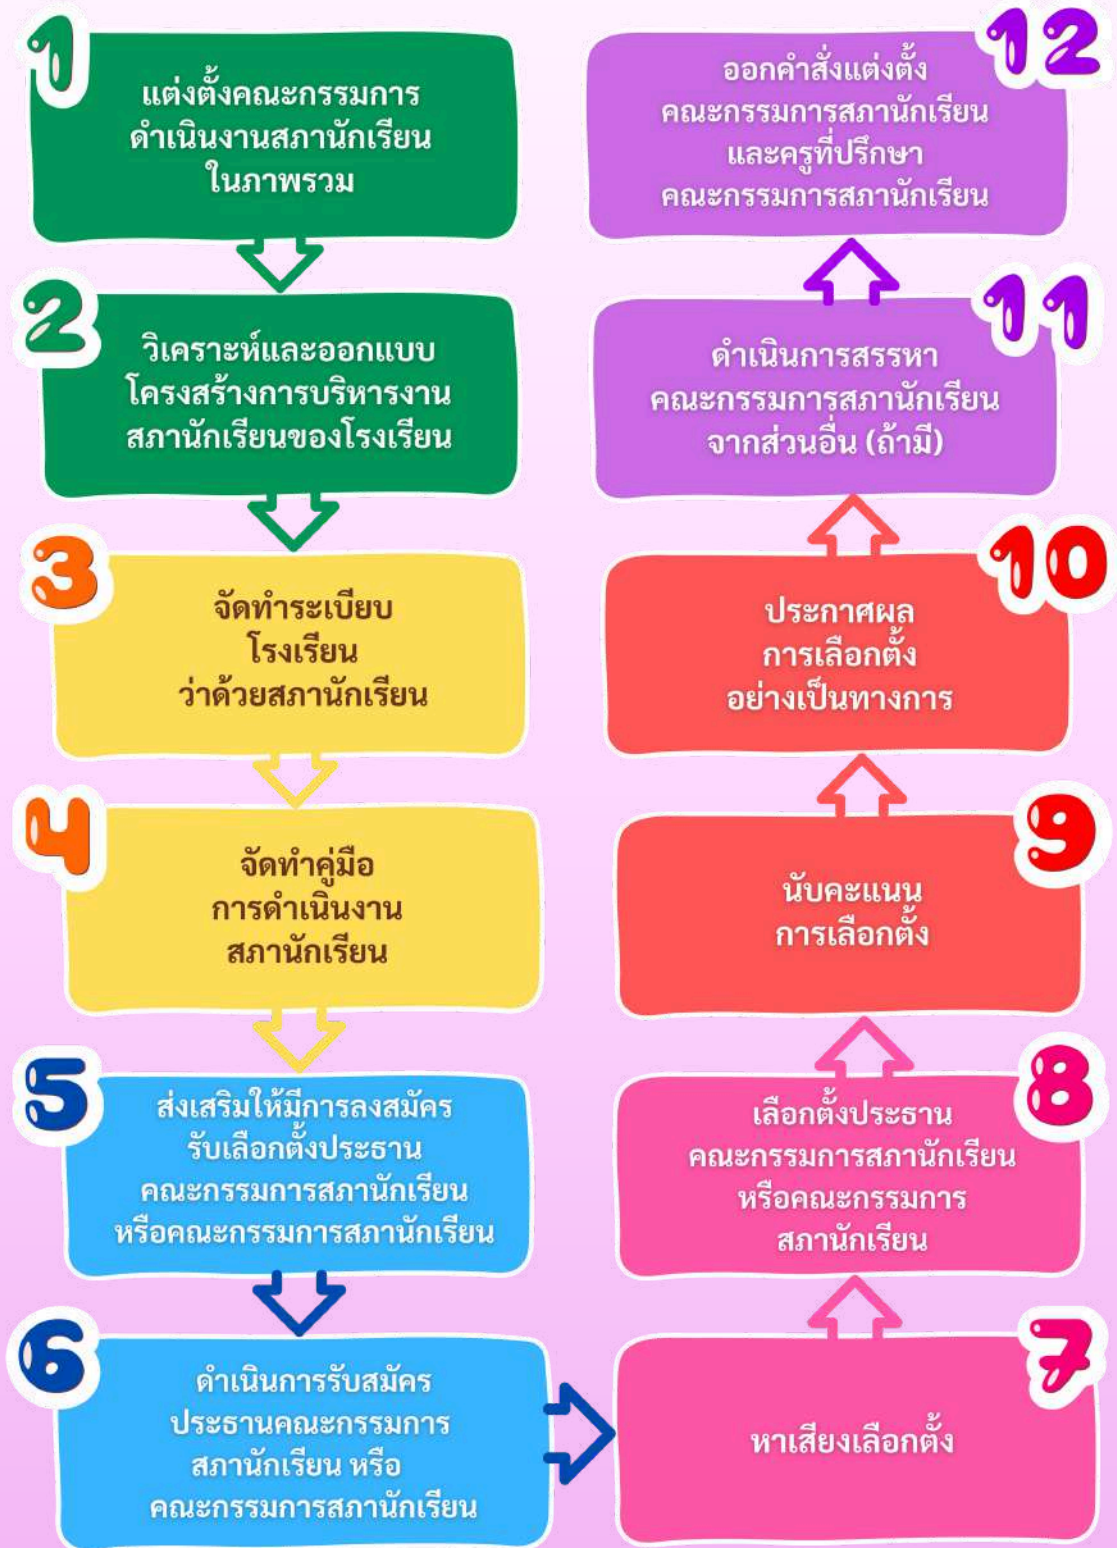 1
แต่งตั้งคณะกรรมการ
ดำเนินงานสภานักเรียน
ในภาพรวม
2
วิเคราะห์และออกแบบ
โครงสร้างการบริหารงาน
สภานักเรียนของโรงเรียน
3
จัดทำระเบียบ
โรงเรียน
ว่าด้วยสภานักเรียน
4
จัดทำคู่มือ
การดำเนินงาน
สภานักเรียน
5
ส่งเสริมให้มีการลงสมัคร
รับเลือกตั้งประธาน
คณะกรรมการสภานักเรียน
หรือคณะกรรมการสภานักเรียน
6
ดำเนินการรับสมัคร
ประธานคณะกรรมการ
สภานักเรียน หรือ
คณะกรรมการสภานักเรียน
7
หาเสียงเลือกตั้ง
8
เลือกตั้งประธาน
คณะกรรมการสภานักเรียน
หรือคณะกรรมการ
สภานักเรียน
9
นับคะแนน
การเลือกตั้ง
10
ประกาศผล
การเลือกตั้ง
อย่างเป็นทางการ
11
ดำเนินการสรรหา
คณะกรรมการสภานักเรียน
จากส่วนอื่น (ถ้ามี)
12
ออกคำสั่งแต่งตั้ง
คณะกรรมการสภานักเรียน
และครูที่ปรึกษา
คณะกรรมการสภานักเรียน